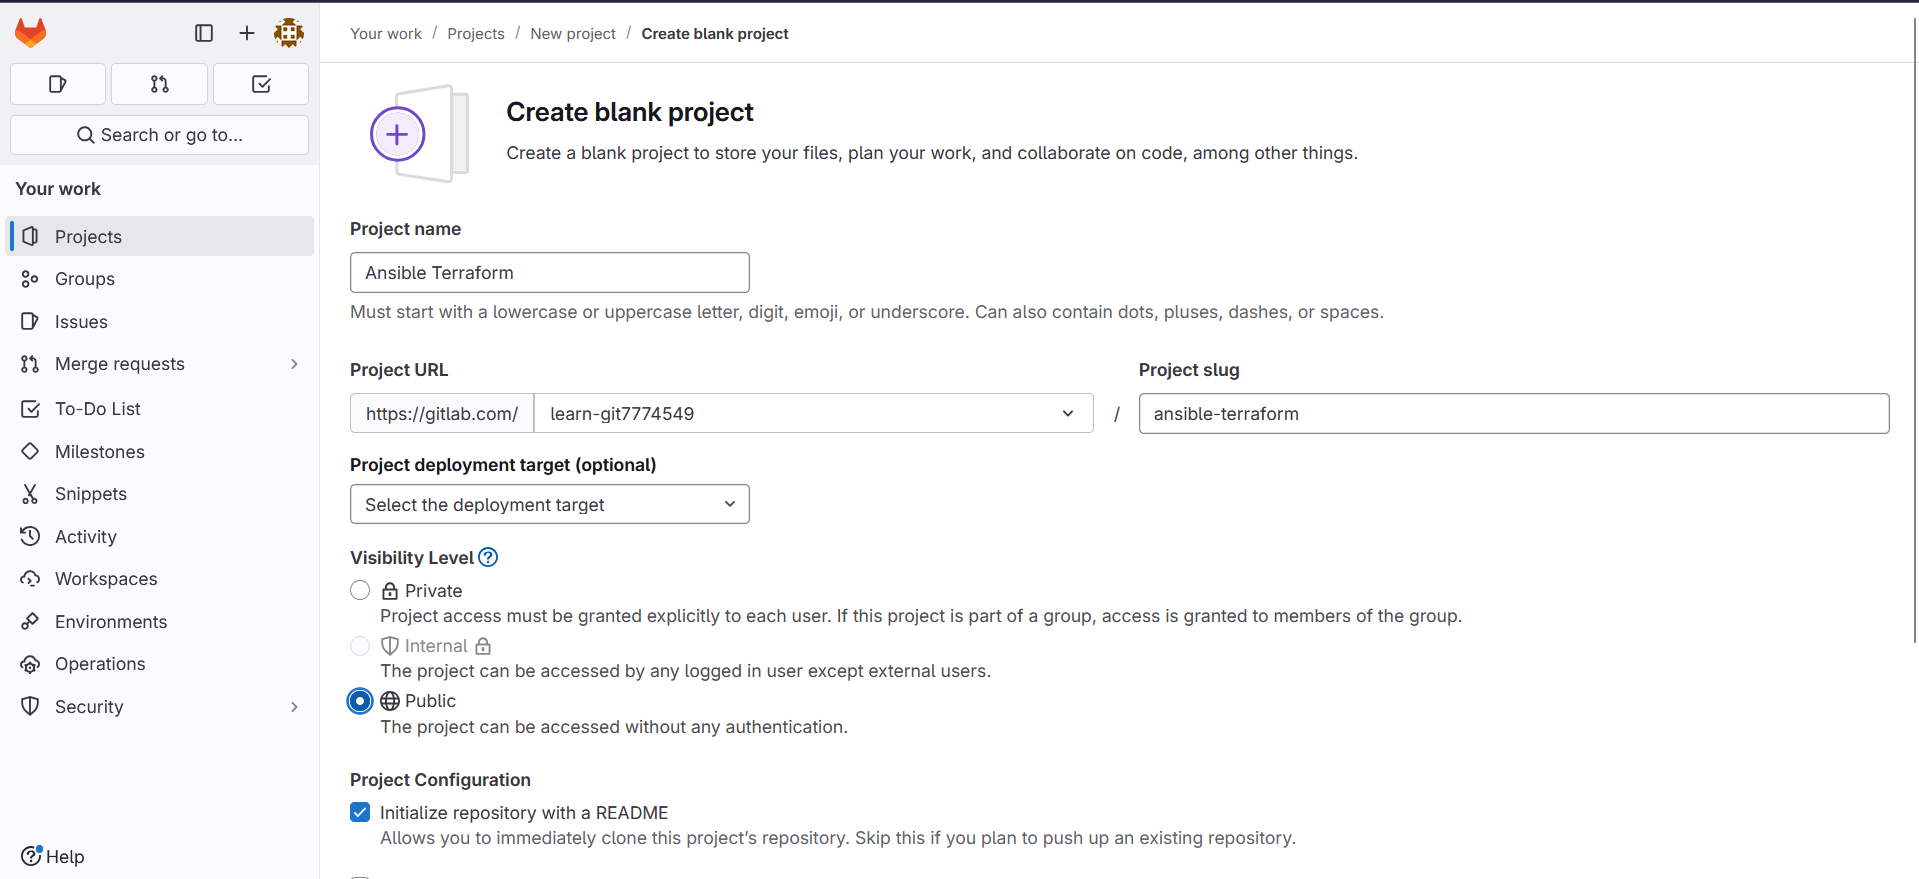 Your work / Projects / New project / Create blank project
Search or go to...
Your work
Projects
Groups
Issues
Merge requests
To-Do List
Milestones
Snippets
Activity
Workspaces
Environments
Operations
Security
Help
Create blank project
Create a blank project to store your files, plan your work, and collaborate on code, among other things.
Project name
Ansible Terraform
Must start with a lowercase or uppercase letter, digit, emoji, or underscore. Can also contain dots, pluses, dashes, or spaces.
Project URL
https://gitlab.com/ learn-git7774549
/
Project slug
ansible-terraform
Project deployment target (optional)
Select the deployment target
Visibility Level
Private
Project access must be granted explicitly to each user. If this project is part of a group, access is granted to members of the group.
Internal
The project can be accessed by any logged in user except external users.
Public
The project can be accessed without any authentication.
Project Configuration
Initialize repository with a README
Allows you to immediately clone this project’s repository. Skip this if you plan to push up an existing repository.